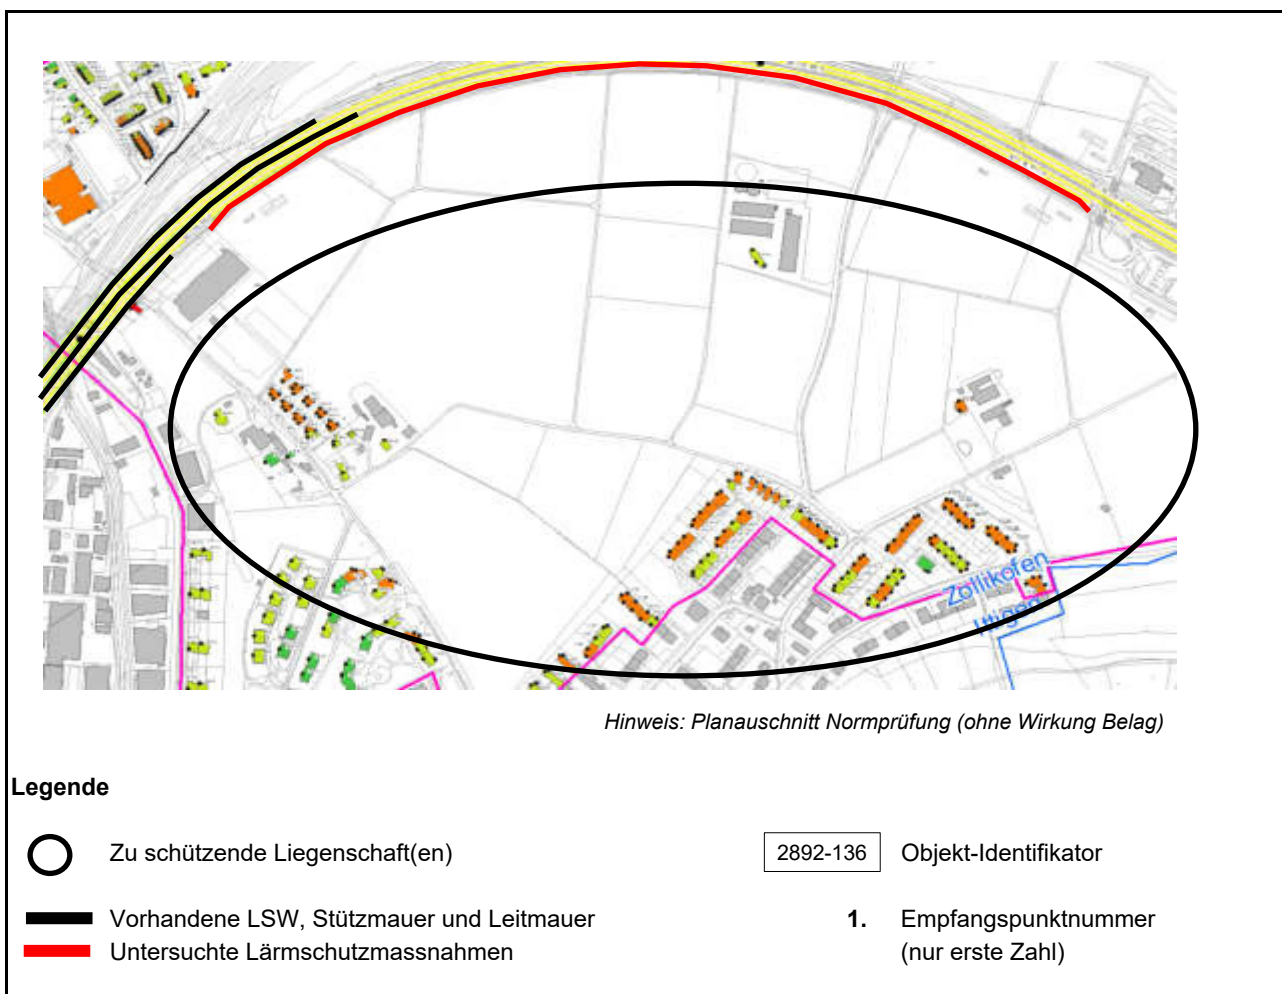 Zollikofen
Ittigen
Hinweis: Planauschnitt Normprüfung (ohne Wirkung Belag)
Legende
Zu schützende Liegenschaft(en)
2892-136 Objekt-Identifikator
Vorhandene LSW, Stützmauer und Leitmauer
1. Empfangspunktnummer
Untersuchte Lärmschutzmassnahmen
(nur erste Zahl)